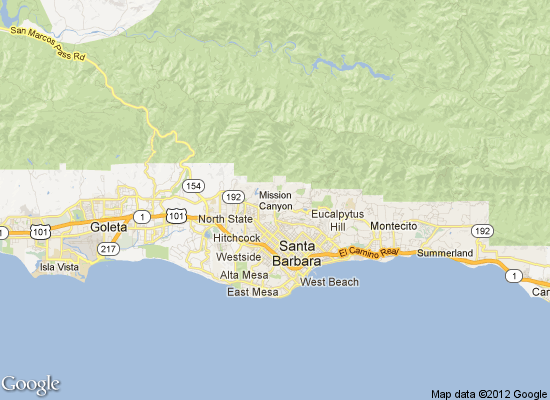 San Marcos Pass Rd
154
192
Mission
Canyon
1
101
North State
Eucalpytus
Hill
Montecito
Goleta
101
1
192
217
Hitchcock
Santa
Barbara
El Camino Real
Summerland
Westside
Isla Vista
Alta Mesa
1
West Beach
East Mesa
Car
Google
Map data ©2012 Google